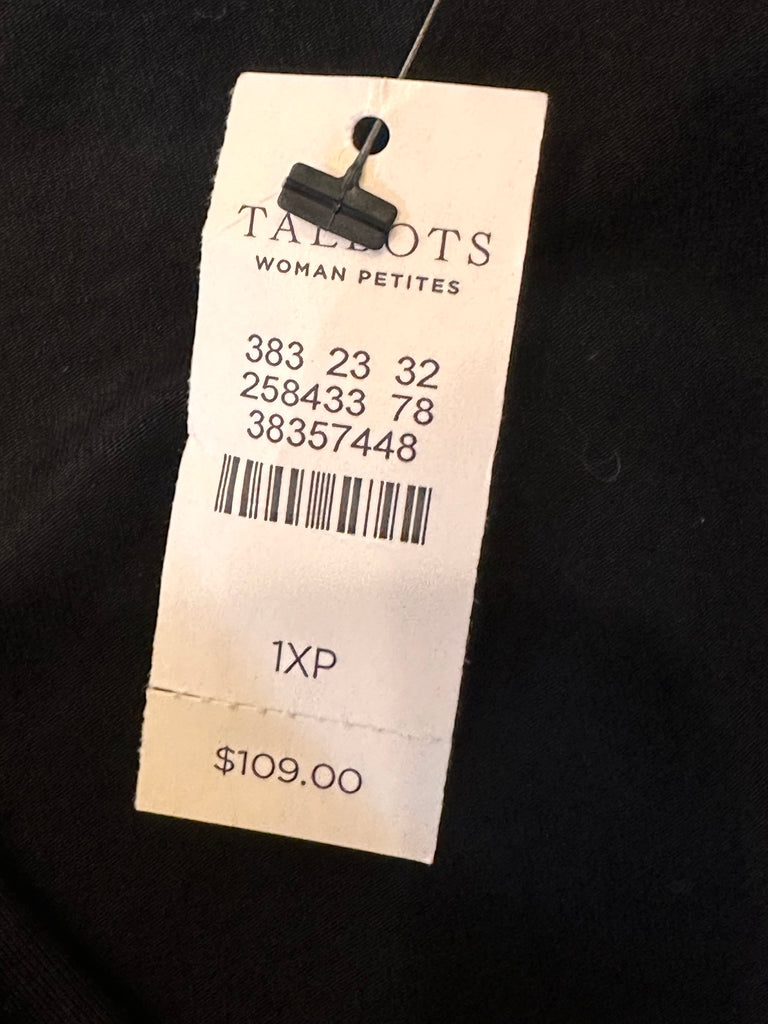 TALBOTS
WOMAN PETITES
383 23 32
258433 78
38357448
1XP
$109.00